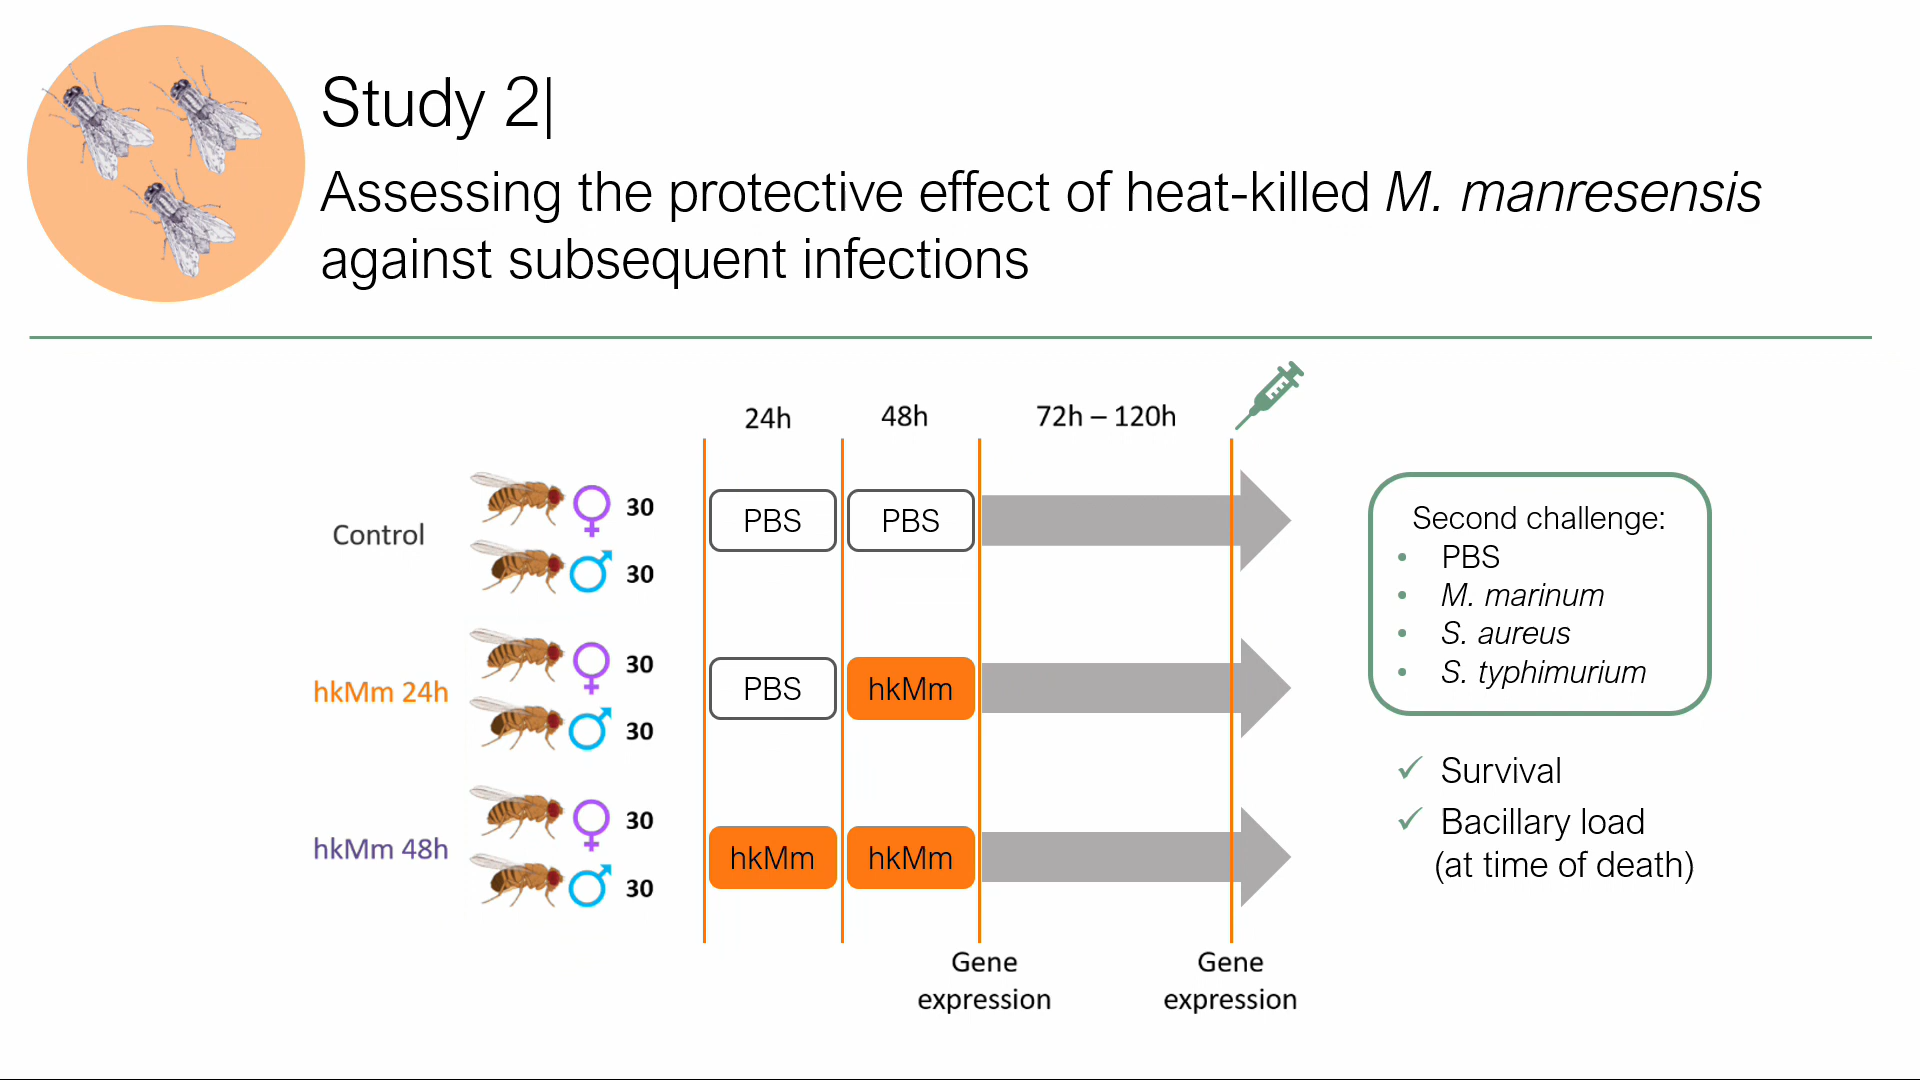 Study 2|
Assessing the protective effect of heat-killed M. manresensis
against subsequent infections
24h 48h 72h – 120h
Control 30 PBS PBS
30
hkMm 24h 30 PBS hkMm
30
hkMm 48h 30 hkMm hkMm
30
Gene
expression
Gene
expression
Second challenge:
• PBS
• M. marinum
• S. aureus
• S. typhimurium
✓ Survival
✓ Bacillary load
(at time of death)